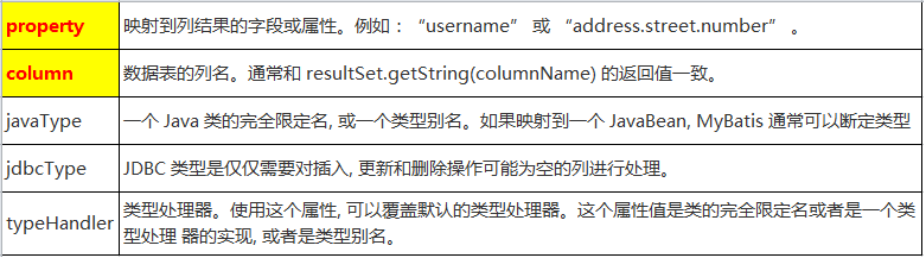 property 映射到列结果的字段或属性。例如：“username” 或 “address.street.number” 。
column 数据表的列名。通常和 resultSet.getString(columnName) 的返回值一致。
javaType 一个 Java 类的完全限定名, 或一个类型别名。如果映射到一个 JavaBean, MyBatis 通常可以断定类型
jdbcType JDBC 类型是仅仅需要对插入, 更新和删除操作可能为空的列进行处理。
typeHandler 类型处理器。使用这个属性, 可以覆盖默认的类型处理器。这个属性值是类的完全限定名或者是一个类
型处理 器的实现, 或者是类型别名。